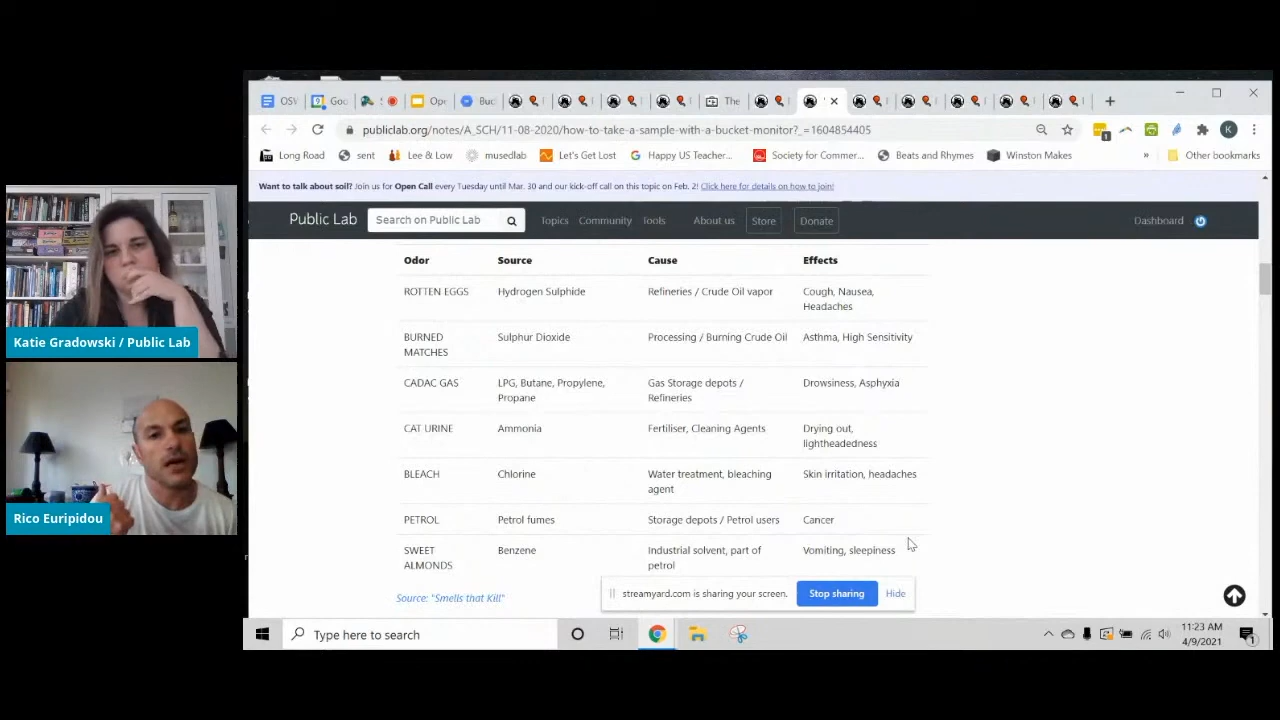 OSW
Goo
S
Ope
Buc
The
publiclab.org/notes/A_SCH/11-08-2020/how-to-take-a-sample-with-a-bucket-monitor?_=1604854405
K
Long Road
sent
Lee & Low
musedlab
Let's Get Lost
Happy US Teacher...
Society for Commer...
Beats and Rhymes
Winston Makes
»
Other bookmarks
Want to talk about soil? Join us for Open Call every Tuesday until Mar. 30 and our kick-off call on this topic on Feb. 2! Click here for details on how to join!
Public Lab
Search on Public Lab
Topics
Community
Tools
About us
Store
Donate
Dashboard
Odor Source Cause Effects
ROTTEN EGGS Hydrogen Sulphide Refineries / Crude Oil vapor Cough, Nausea,
Headaches
BURNED Sulphur Dioxide Processing / Burning Crude Oil Asthma, High Sensitivity
MATCHES
CADAC GAS LPG, Butane, Propylene, Gas Storage depots / Drowsiness, Asphyxia
Propane Refineries
CAT URINE Ammonia Fertiliser, Cleaning Agents Drying out,
lightheadedness
BLEACH Chlorine Water treatment, bleaching Skin irritation, headaches
agent
PETROL Petrol fumes Storage depots / Petrol users Cancer
SWEET Benzene Industrial solvent, part of Vomiting, sleepiness
ALMONDS petrol
Source: "Smells that Kill"
streamyard.com is sharing your screen.
Stop sharing
Hide
Katie Gradowski / Public Lab
Rico Euripidou
Type here to search
11:23 AM
4/9/2021